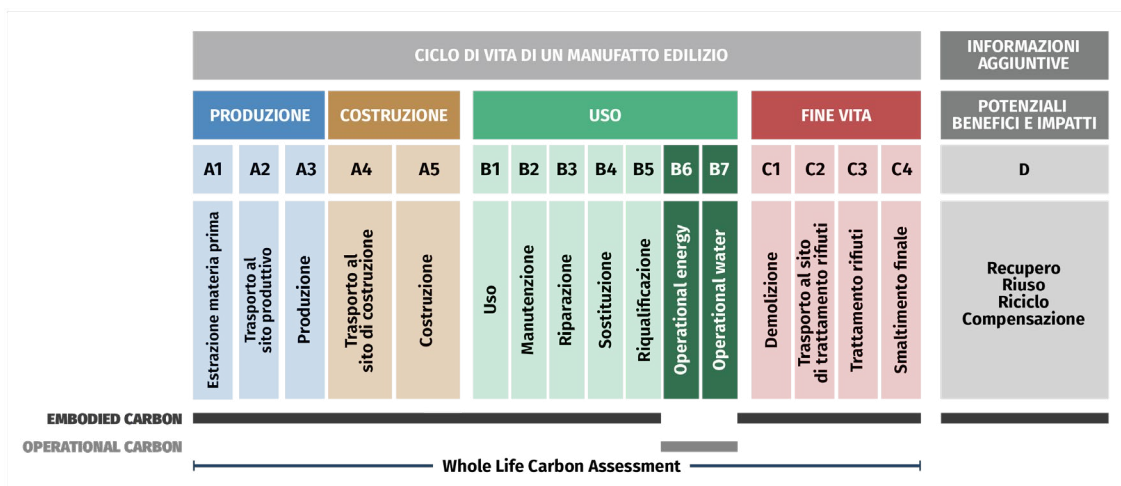 CICLO DI VITA DI UN MANUFATTO EDILIZIO
INFORMAZIONI
AGGIUNTIVE
PRODUZIONE
COSTRUZIONE
USO
FINE VITA
POTENZIALI
BENEFICI E IMPATTI
A1
A2
A3
A4
A5
B1
B2
B3
B4
B5
B6
B7
C1
C2
C3
C4
D
Estrazione materia prima
Trasporto al
sito produttivo
Produzione
Trasporto al
sito di costruzione
Costruzione
Uso
Manutenzione
Riparazione
Sostituzione
Riqualificazione
Operational energy
Operational water
Demolizione
Trasporto al sito
di trattamento rifiuti
Trattamento rifiuti
Smaltimento finale
Recupero
Riuso
Riciclo
Compensazione
EMBODIED CARBON
OPERATIONAL CARBON
Whole Life Carbon Assessment